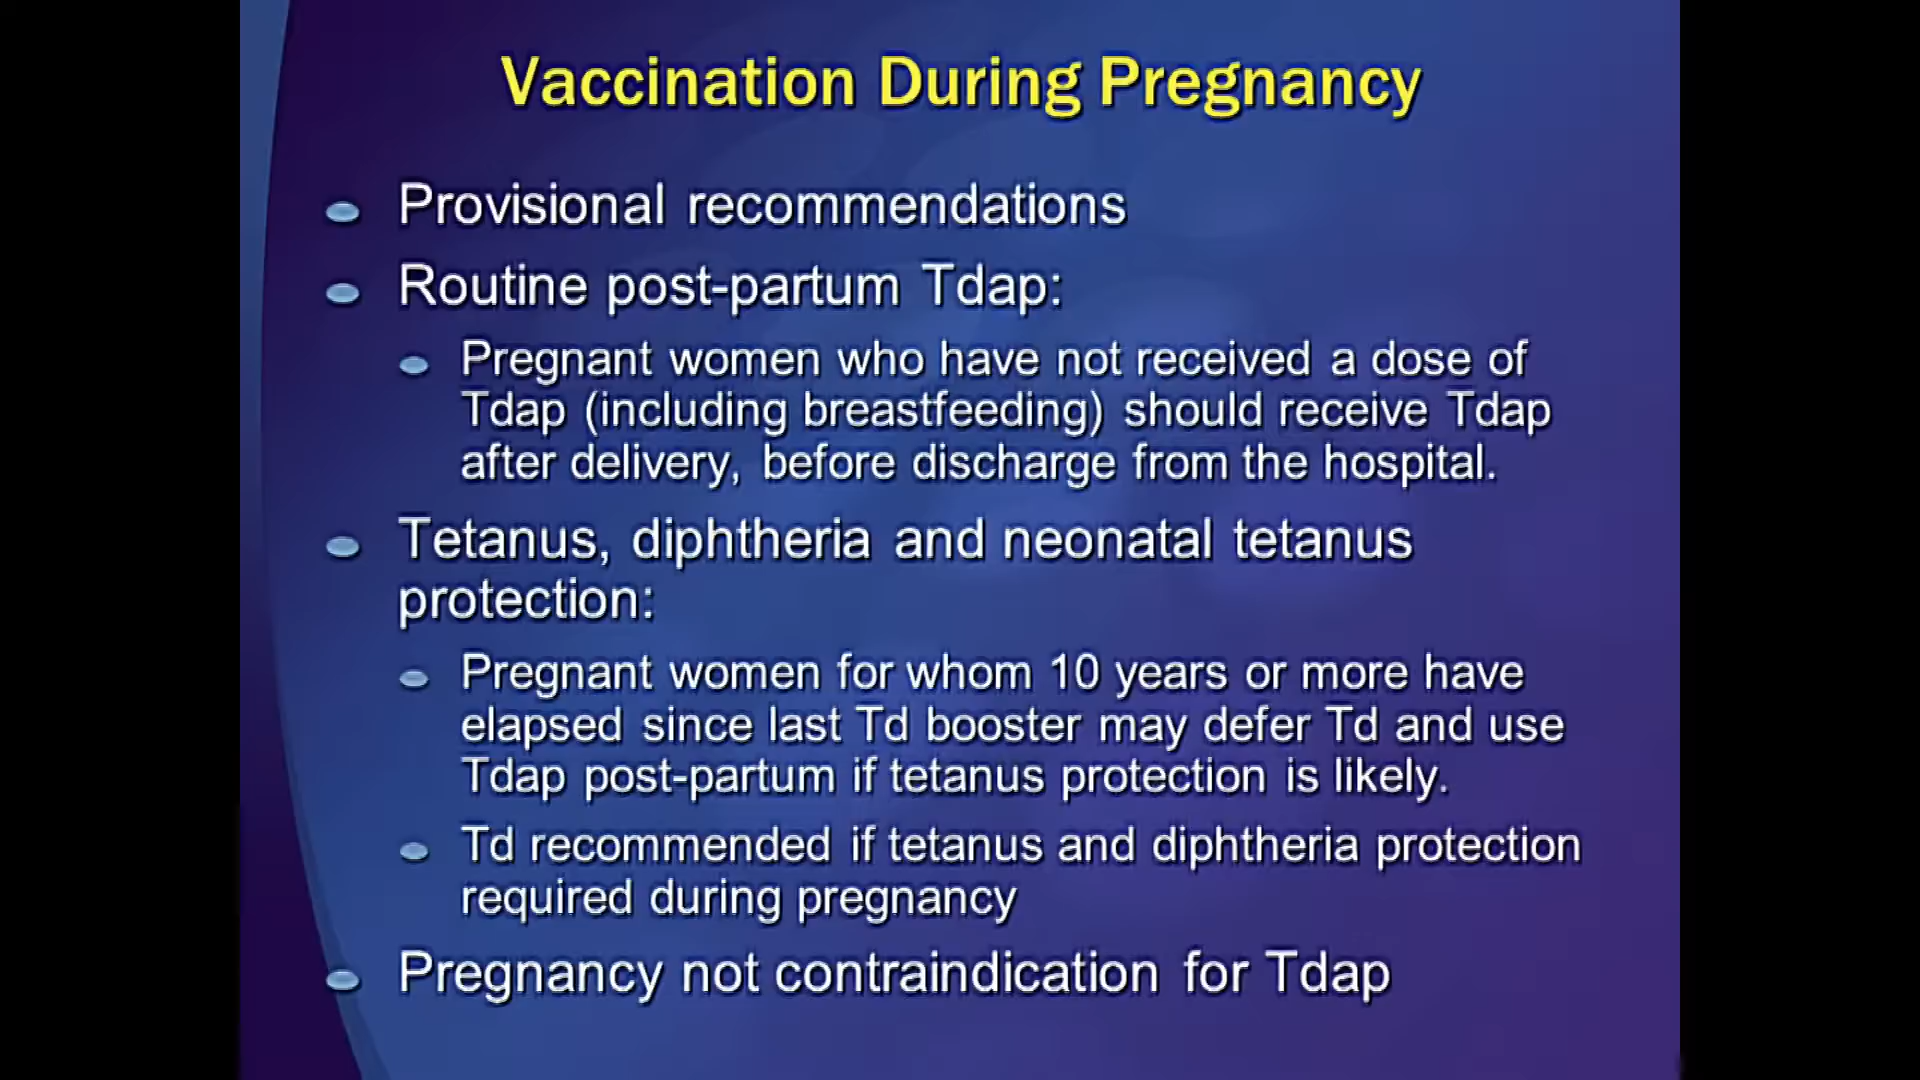 Vaccination During Pregnancy
Provisional recommendations
Routine post-partum Tdap:
Pregnant women who have not received a dose of
Tdap (including breastfeeding) should receive Tdap
after delivery, before discharge from the hospital.
Tetanus, diphtheria and neonatal tetanus
protection:
Pregnant women for whom 10 years or more have
elapsed since last Td booster may defer Td and use
Tdap post-partum if tetanus protection is likely.
Td recommended if tetanus and diphtheria protection
required during pregnancy
Pregnancy not contraindication for Tdap